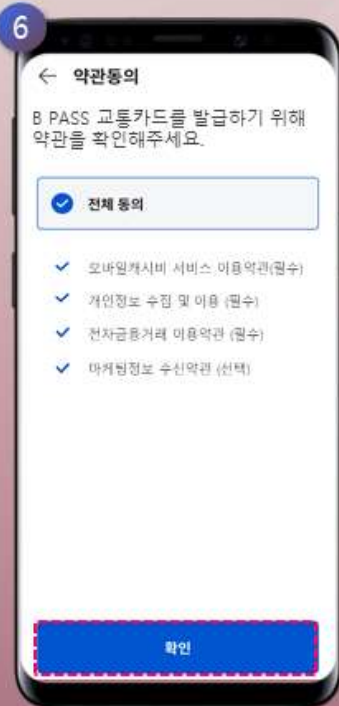 6
← 약관동의
B PASS 교통카드를 발급하기 위해
약관을 확인해주세요.
전체 동의
모바일캐시비 서비스 이용약관(필수)
개인정보 수집 및 이용 (필수)
전자금융거래 이용약관 (필수)
마케팅정보 수신약관 (선택)
확인